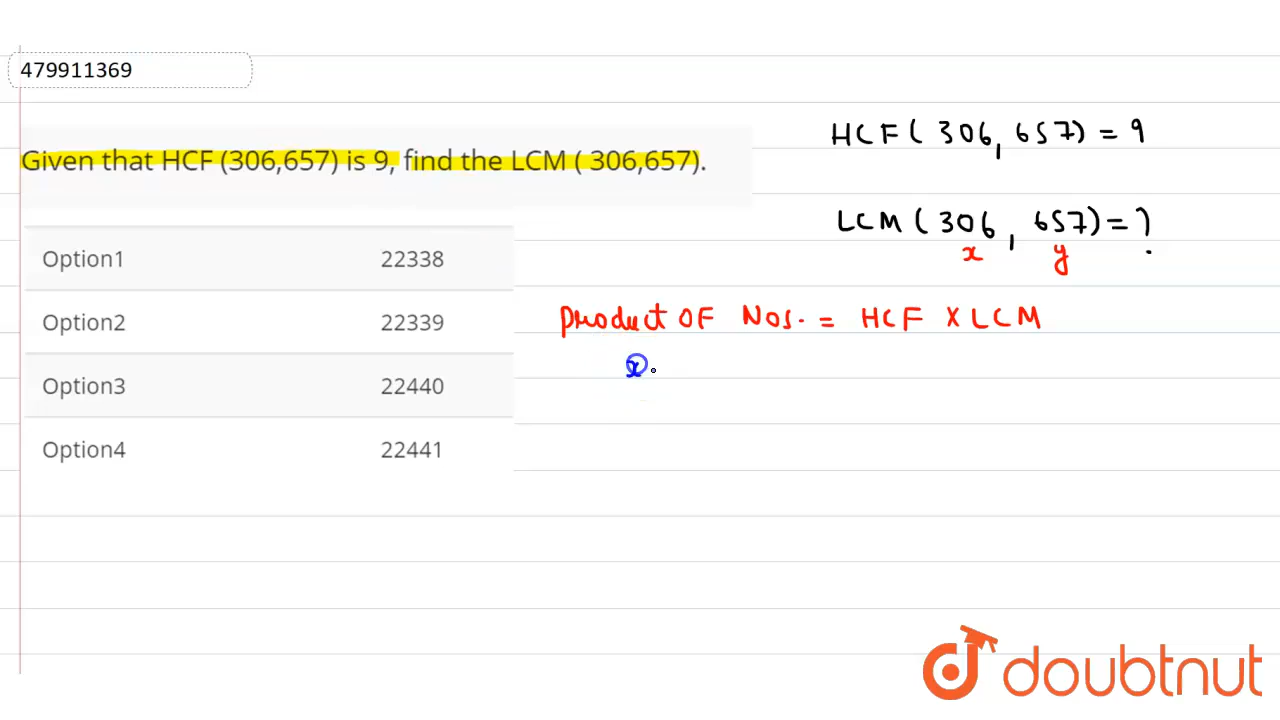 479911369
Given that HCF (306,657) is 9, find the LCM ( 306,657).
Option1 22338
Option2 22339
Option3 22440
Option4 22441
HCF( 306, 657) = 9
LCM ( 306 , 657) = ?
x y
Product OF Nos. = HCF X LCM
x .
doubtnut